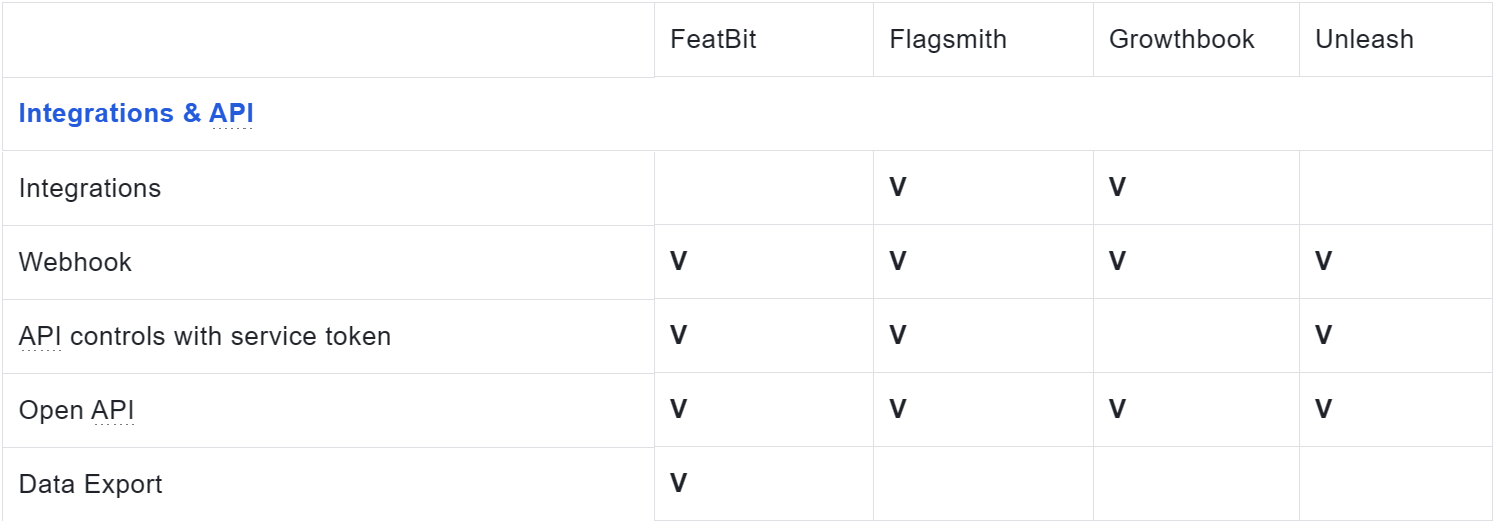 FeatBit Flagsmith Growthbook Unleash
Integrations & API
Integrations V V
Webhook V V V V
API controls with service token V V V
Open API V V V V
Data Export V